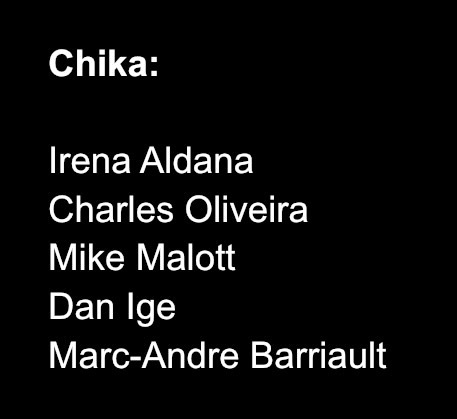 Chika:
Irena Aldana
Charles Oliveira
Mike Malott
Dan Ige
Marc-Andre Barriault